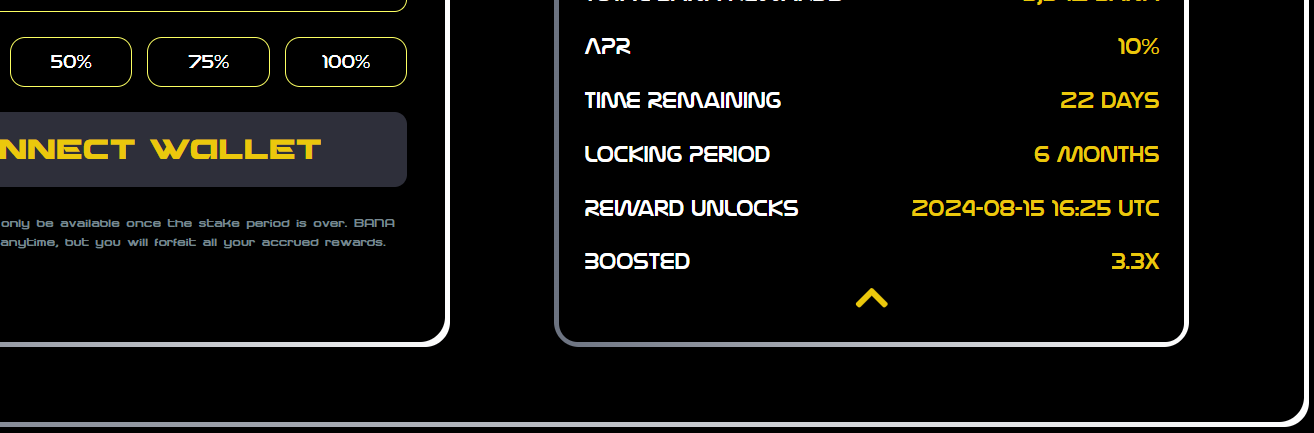 50%
75%
100%
NNECT WALLET
only be available once the stake period is over. BANA
anytime, but you will forfeit all your accrued rewards.
APR 10%
TIME REMAINING 22 DAYS
LOCKING PERIOD 6 MONTHS
REWARD UNLOCKS 2024-08-15 16:25 UTC
BOOSTED 3.3X